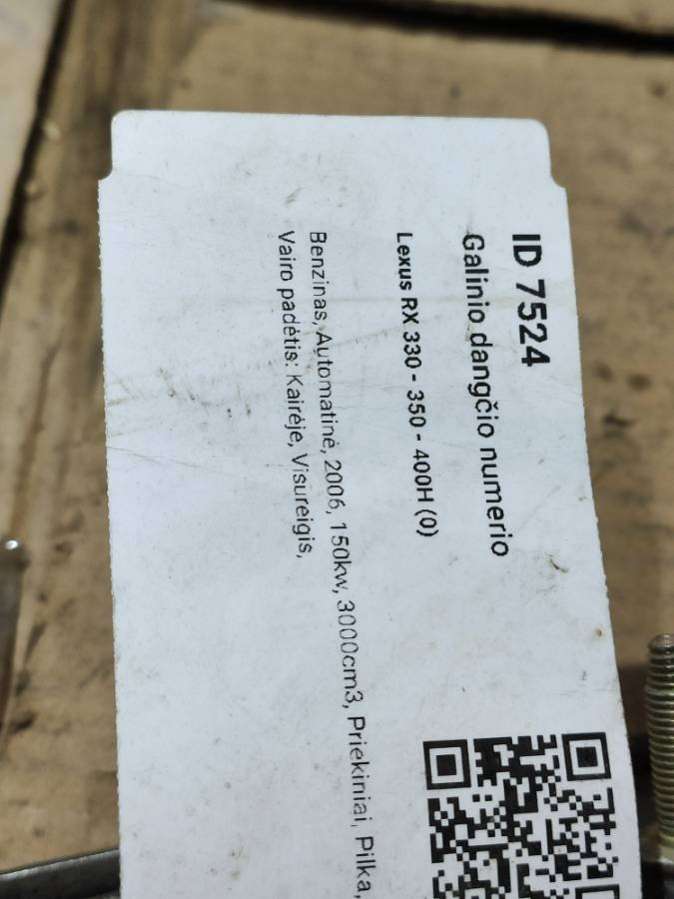 ID 7524
Galinio dangčio numerio
Lexus RX 330 - 350 - 400H (0)
Benzinas, Automatinė, 2006, 150kw, 3000cm3, Priekiniai, Pilka,
Vairo padėtis: Kairėje, Visureigis,